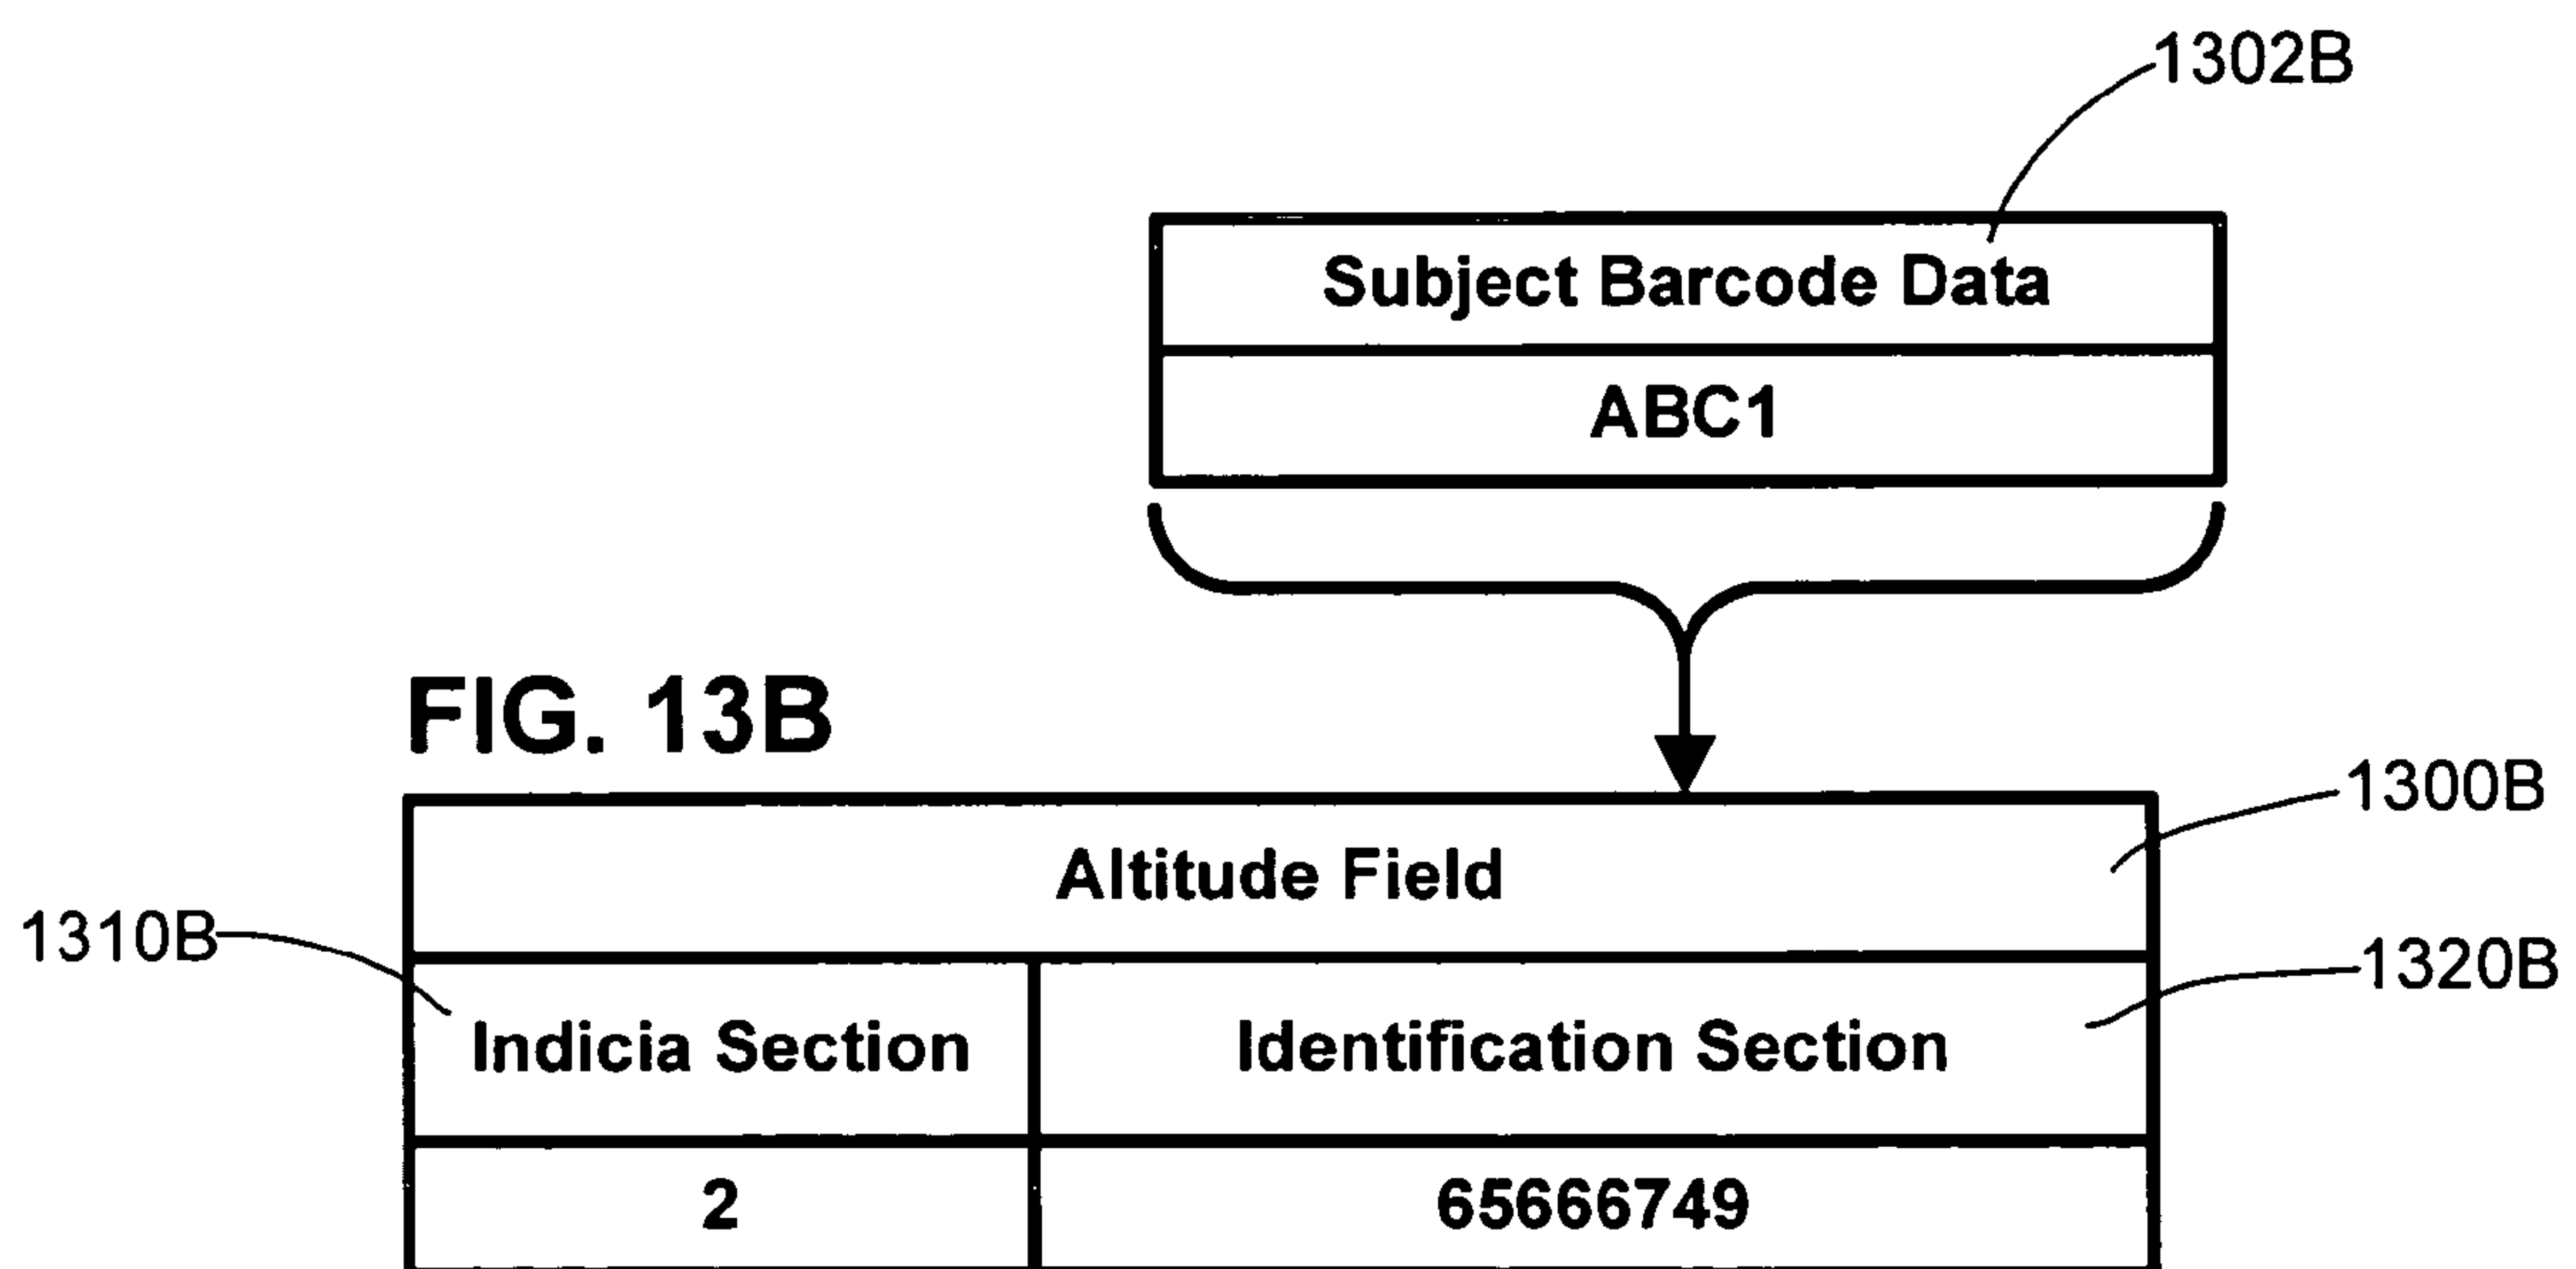 1302B
Subject Barcode Data
ABC1
FIG. 13B
1300B
Altitude Field
1310B
1320B
Indicia Section Identification Section
2 65666749